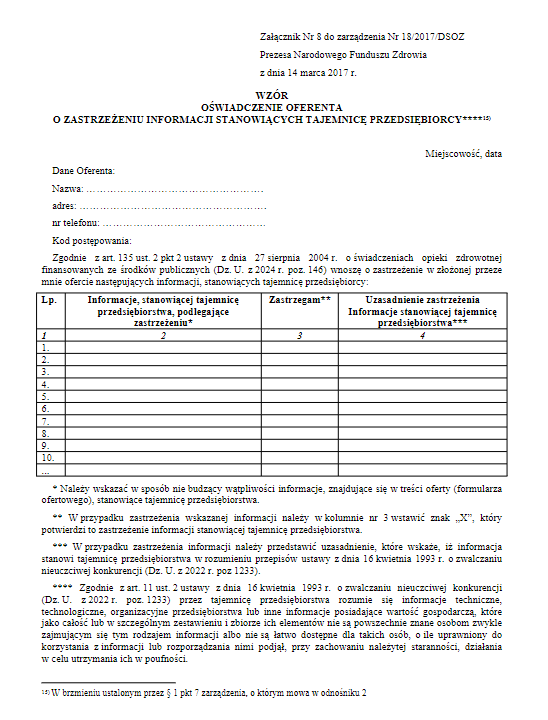 Załącznik Nr 8 do zarządzenia Nr 18/2017/DSOZ
Prezesa Narodowego Funduszu Zdrowia
z dnia 14 marca 2017 r.
WZÓR
OŚWIADCZENIE OFERENTA
O ZASTRZEŻENIU INFORMACJI STANOWIĄCYCH TAJEMNICĘ PRZEDSIĘBIORCY****15)
Miejscowość, data
Dane Oferenta:
Nazwa: …………………………………………….
adres: ……………………………………………….
nr telefonu: …………………………………………
Kod postępowania:
Zgodnie z art. 135 ust. 2 pkt 2 ustawy z dnia 27 sierpnia 2004 r. o świadczeniach opieki zdrowotnej
finansowanych ze środków publicznych (Dz. U. z 2024 r. poz. 146) wnoszę o zastrzeżenie w złożonej przeze
mnie ofercie następujących informacji, stanowiących tajemnicę przedsiębiorcy:
Lp. Informacje, stanowiącej tajemnicę Zastrzegam** Uzasadnienie zastrzeżenia
przedsiębiorstwa, podlegające Informacje stanowiącej tajemnicę
zastrzeżeniu* przedsiębiorstwa***
1 2 3 4
1.
2.
3.
4.
5.
6.
7.
8.
9.
10.
...
* Należy wskazać w sposób nie budzący wątpliwości informacje, znajdujące się w treści oferty (formularza
ofertowego), stanowiące tajemnicę przedsiębiorstwa.
** W przypadku zastrzeżenia wskazanej informacji należy w kolumnie nr 3 wstawić znak „X”, który
potwierdzi to zastrzeżenie informacji stanowiącej tajemnicę przedsiębiorstwa.
*** W przypadku zastrzeżenia informacji należy przedstawić uzasadnienie, które wskaże, iż informacja
stanowi tajemnicę przedsiębiorstwa w rozumieniu przepisów ustawy z dnia 16 kwietnia 1993 r. o zwalczaniu
nieuczciwej konkurencji (Dz. U. z 2022 r. poz 1233).
**** Zgodnie z art. 11 ust. 2 ustawy z dnia 16 kwietnia 1993 r. o zwalczaniu nieuczciwej konkurencji
(Dz. U. z 2022 r. poz. 1233) przez tajemnicę przedsiębiorstwa rozumie się informacje techniczne,
technologiczne, organizacyjne przedsiębiorstwa lub inne informacje posiadające wartość gospodarczą, które
jako całość lub w szczególnym zestawieniu i zbiorze ich elementów nie są powszechnie znane osobom zwykle
zajmującym się tym rodzajem informacji albo nie są łatwo dostępne dla takich osób, o ile uprawniony do
korzystania z informacji lub rozporządzania nimi podjął, przy zachowaniu należytej staranności, działania
w celu utrzymania ich w poufności.
15) W brzmieniu ustalonym przez § 1 pkt 7 zarządzenia, o którym mowa w odnośniku 2